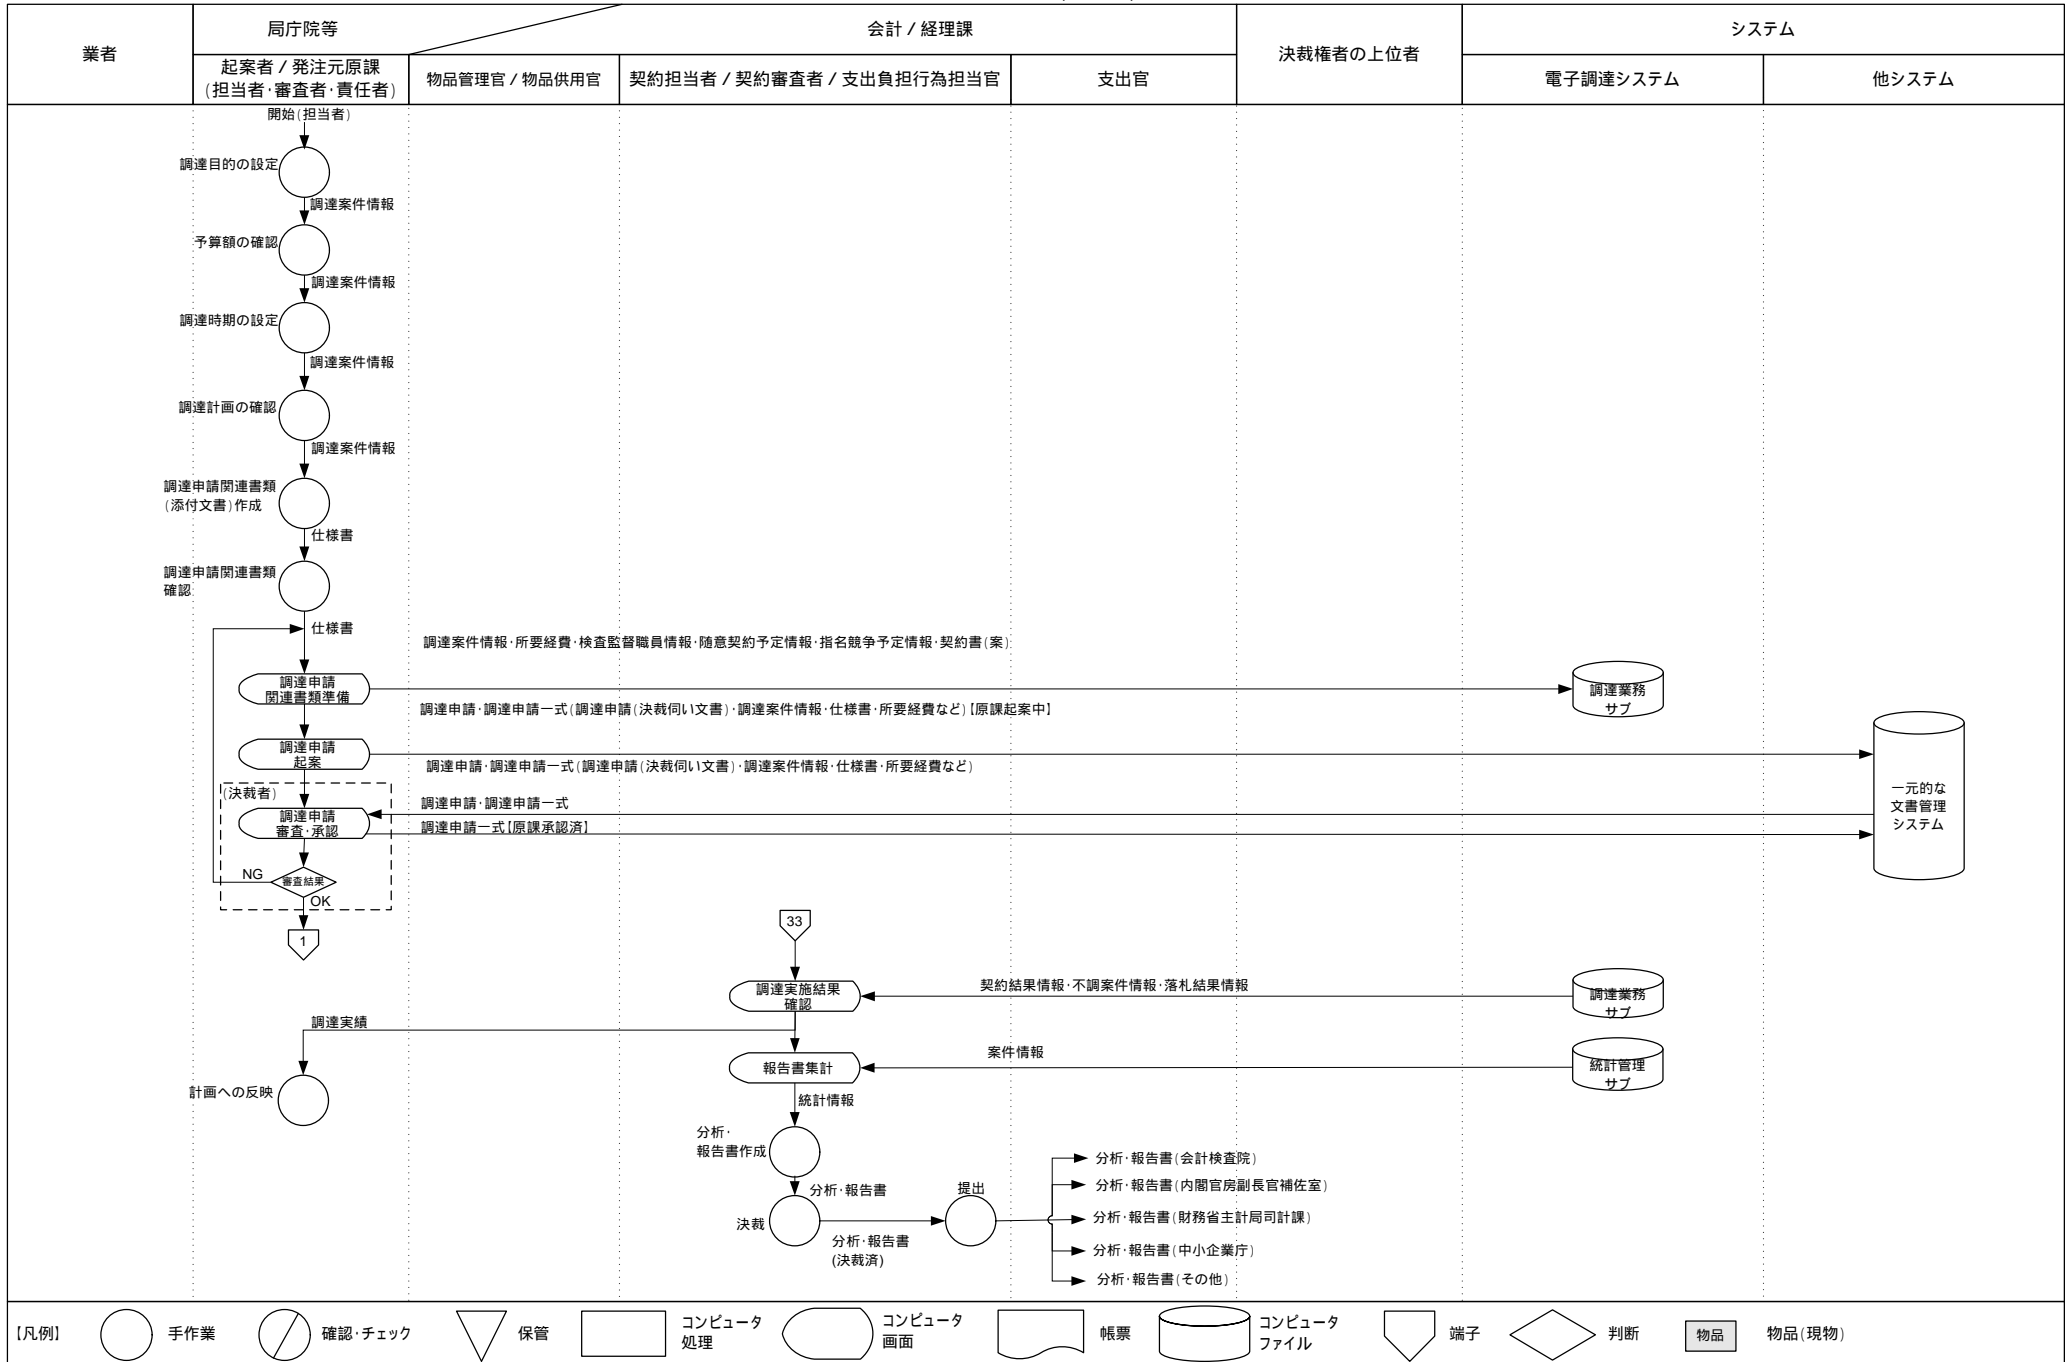 業者
局庁院等
会計 / 経理課
決裁権者の上位者
システム
起案者 / 発注元原課
(担当者･審査者･責任者)
物品管理官 / 物品供用官
契約担当者 / 契約審査者 / 支出負担行為担当官
支出官
電子調達システム
他システム
開始(担当者)
調達目的の設定
調達案件情報
予算額の確認
調達案件情報
調達時期の設定
調達案件情報
調達計画の確認
調達案件情報
調達申請関連書類
(添付文書)作成
仕様書
調達申請関連書類
確認
仕様書
調達案件情報･所要経費･検査監督職員情報･随意契約予定情報･指名競争予定情報･契約書(案)
調達申請
関連書類準備
調達業務
サブ
調達申請･調達申請一式(調達申請(決裁伺い文書)･調達案件情報･仕様書･所要経費など)【原課起案中】
調達申請
起案
調達申請･調達申請一式(調達申請(決裁伺い文書)･調達案件情報･仕様書･所要経費など)
(決裁者)
調達申請･調達申請一式
調達申請
審査･承認
調達申請一式【原課承認済】
一元的な
文書管理
システム
NG
審査結果
OK
1
33
調達実施結果
確認
契約結果情報･不調案件情報･落札結果情報
調達業務
サブ
調達実績
報告書集計
案件情報
統計管理
サブ
計画への反映
統計情報
分析･
報告書作成
分析･報告書
決裁
分析･報告書
(決裁済)
提出
分析･報告書(会計検査院)
分析･報告書(内閣官房副長官補佐室)
分析･報告書(財務省主計局司計課)
分析･報告書(中小企業庁)
分析･報告書(その他)
【凡例】
手作業
確認･チェック
保管
コンピュータ
処理
コンピュータ
画面
帳票
コンピュータ
ファイル
端子
判断
物品
物品(現物)